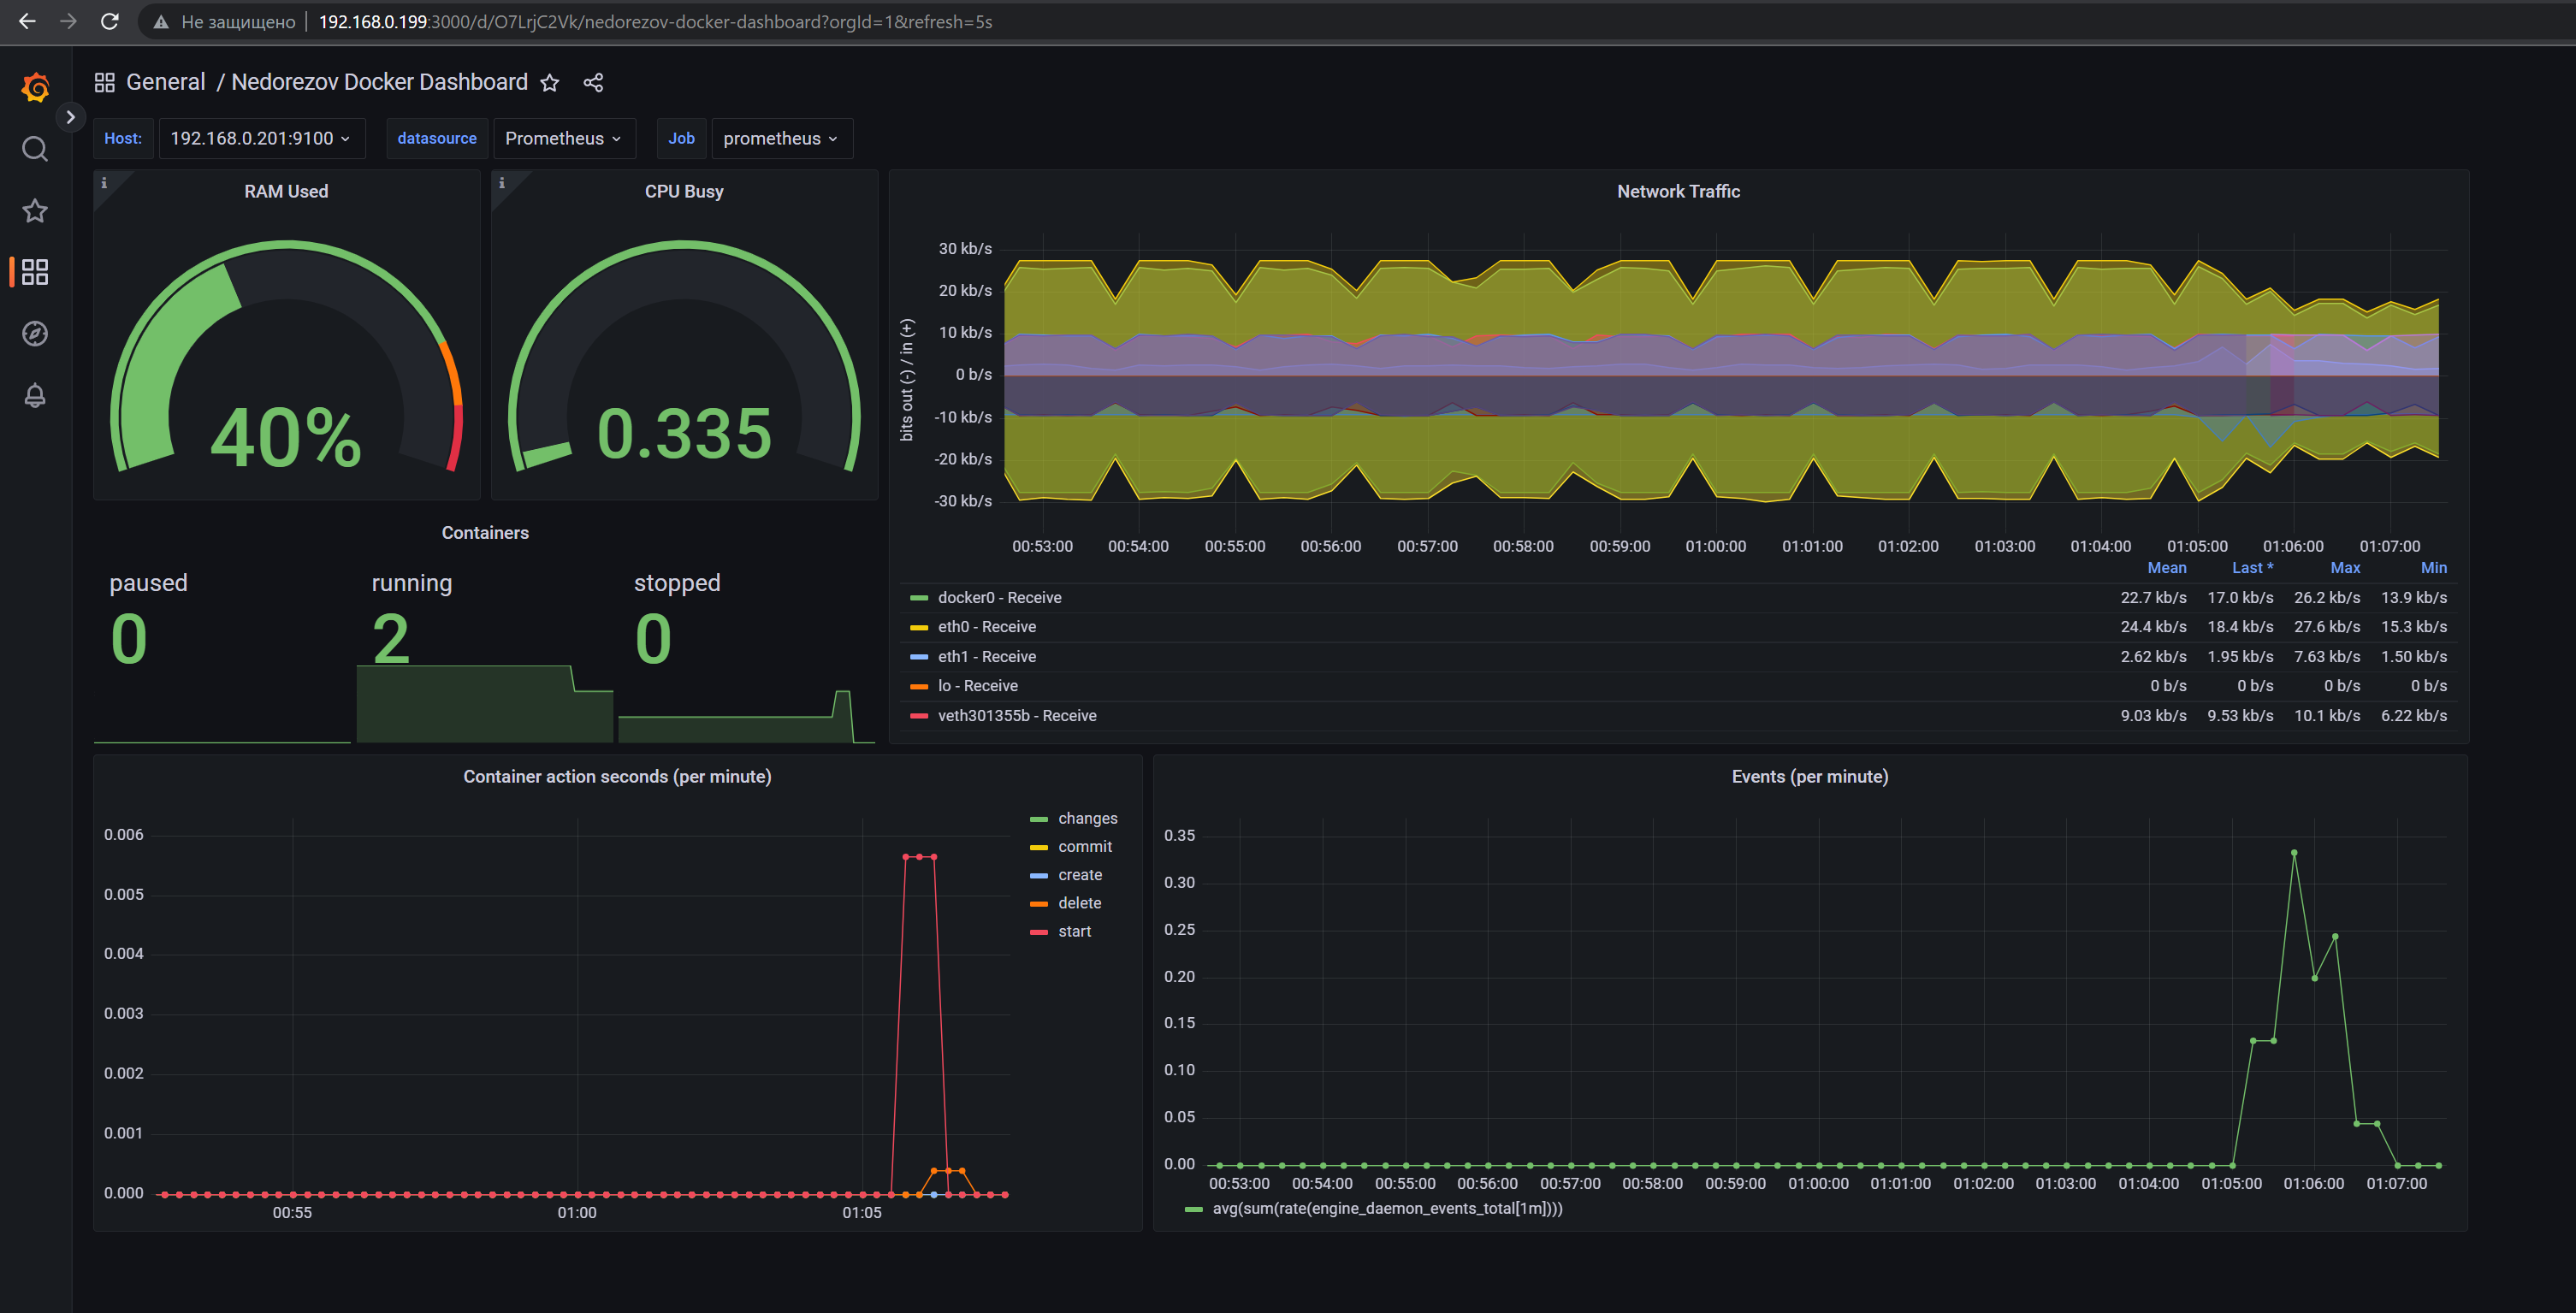 Не защищено | 192.168.0.199:3000/d/O7LrjC2Vk/nedorezov-docker-dashboard?orgId=1&refresh=5s
General / Nedorezov Docker Dashboard
Host: 192.168.0.201:9100 datasource Prometheus Job prometheus
RAM Used
40%
CPU Busy
0.335
Network Traffic
bits out (-) / in (+)
30 kb/s
20 kb/s
10 kb/s
0 b/s
-10 kb/s
-20 kb/s
-30 kb/s
00:53:00 00:54:00 00:55:00 00:56:00 00:57:00 00:58:00 00:59:00 01:00:00 01:01:00 01:02:00 01:03:00 01:04:00 01:05:00 01:06:00 01:07:00
Mean Last * Max Min
docker0 - Receive 22.7 kb/s 17.0 kb/s 26.2 kb/s 13.9 kb/s
eth0 - Receive 24.4 kb/s 18.4 kb/s 27.6 kb/s 15.3 kb/s
eth1 - Receive 2.62 kb/s 1.95 kb/s 7.63 kb/s 1.50 kb/s
lo - Receive 0 b/s 0 b/s 0 b/s 0 b/s
veth301355b - Receive 9.03 kb/s 9.53 kb/s 10.1 kb/s 6.22 kb/s
Containers
paused running stopped
0 2 0
Container action seconds (per minute)
0.006
0.005
0.004
0.003
0.002
0.001
0.000
00:55 01:00 01:05
changes
commit
create
delete
start
Events (per minute)
0.35
0.30
0.25
0.20
0.15
0.10
0.05
0.00
00:53:00 00:54:00 00:55:00 00:56:00 00:57:00 00:58:00 00:59:00 01:00:00 01:01:00 01:02:00 01:03:00 01:04:00 01:05:00 01:06:00 01:07:00
avg(sum(rate(engine_daemon_events_total[1m])))